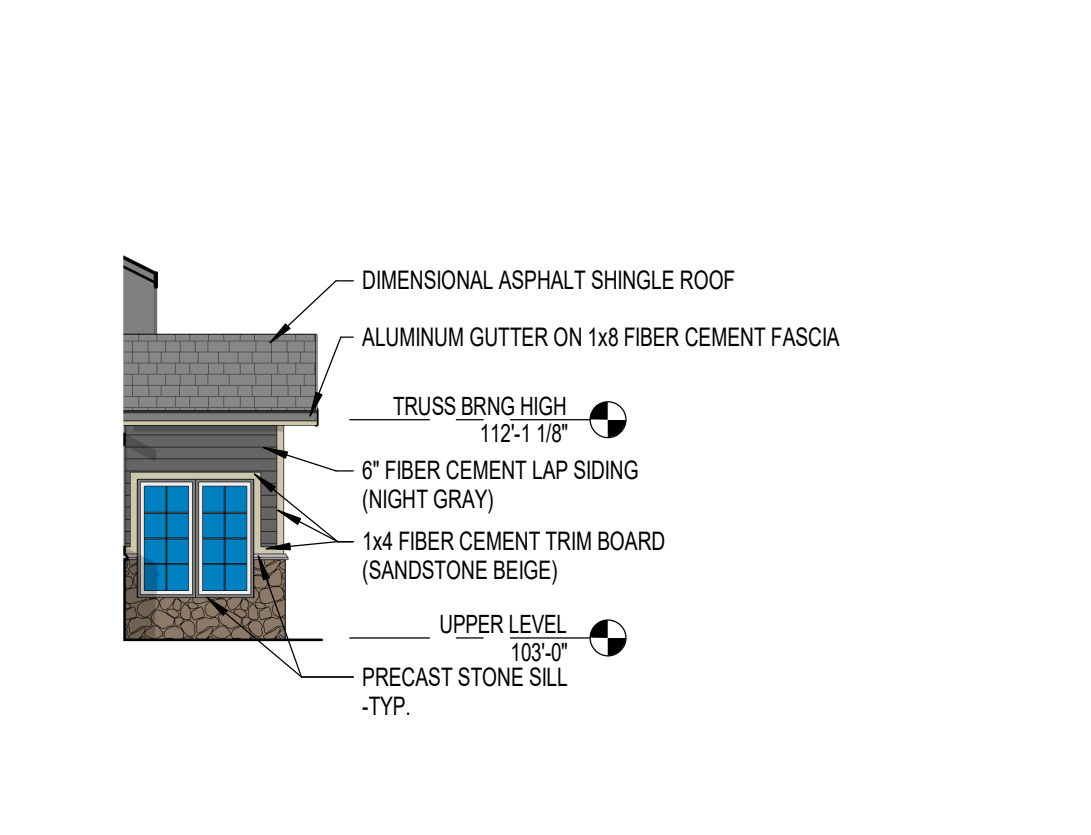 DIMENSIONAL ASPHALT SHINGLE ROOF
ALUMINUM GUTTER ON 1x8 FIBER CEMENT FASCIA
TRUSS BRNG HIGH
112'-1 1/8"
6" FIBER CEMENT LAP SIDING
(NIGHT GRAY)
1x4 FIBER CEMENT TRIM BOARD
(SANDSTONE BEIGE)
UPPER LEVEL
103'-0"
PRECAST STONE SILL
-TYP.